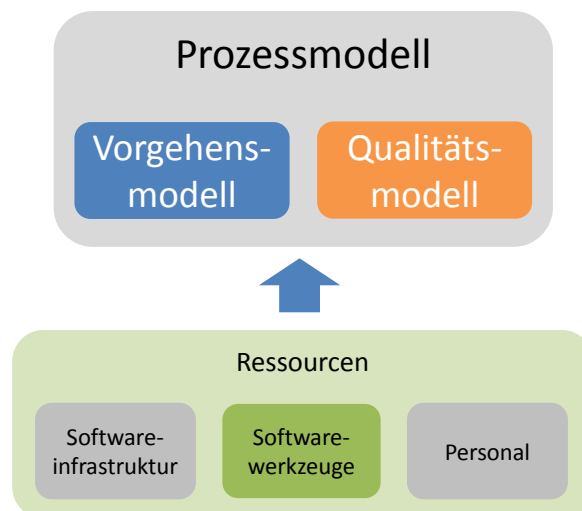 Prozessmodell
Vorgehens-
modell
Qualitäts-
modell
Ressourcen
Software-
infrastruktur
Software-
werkzeuge
Personal